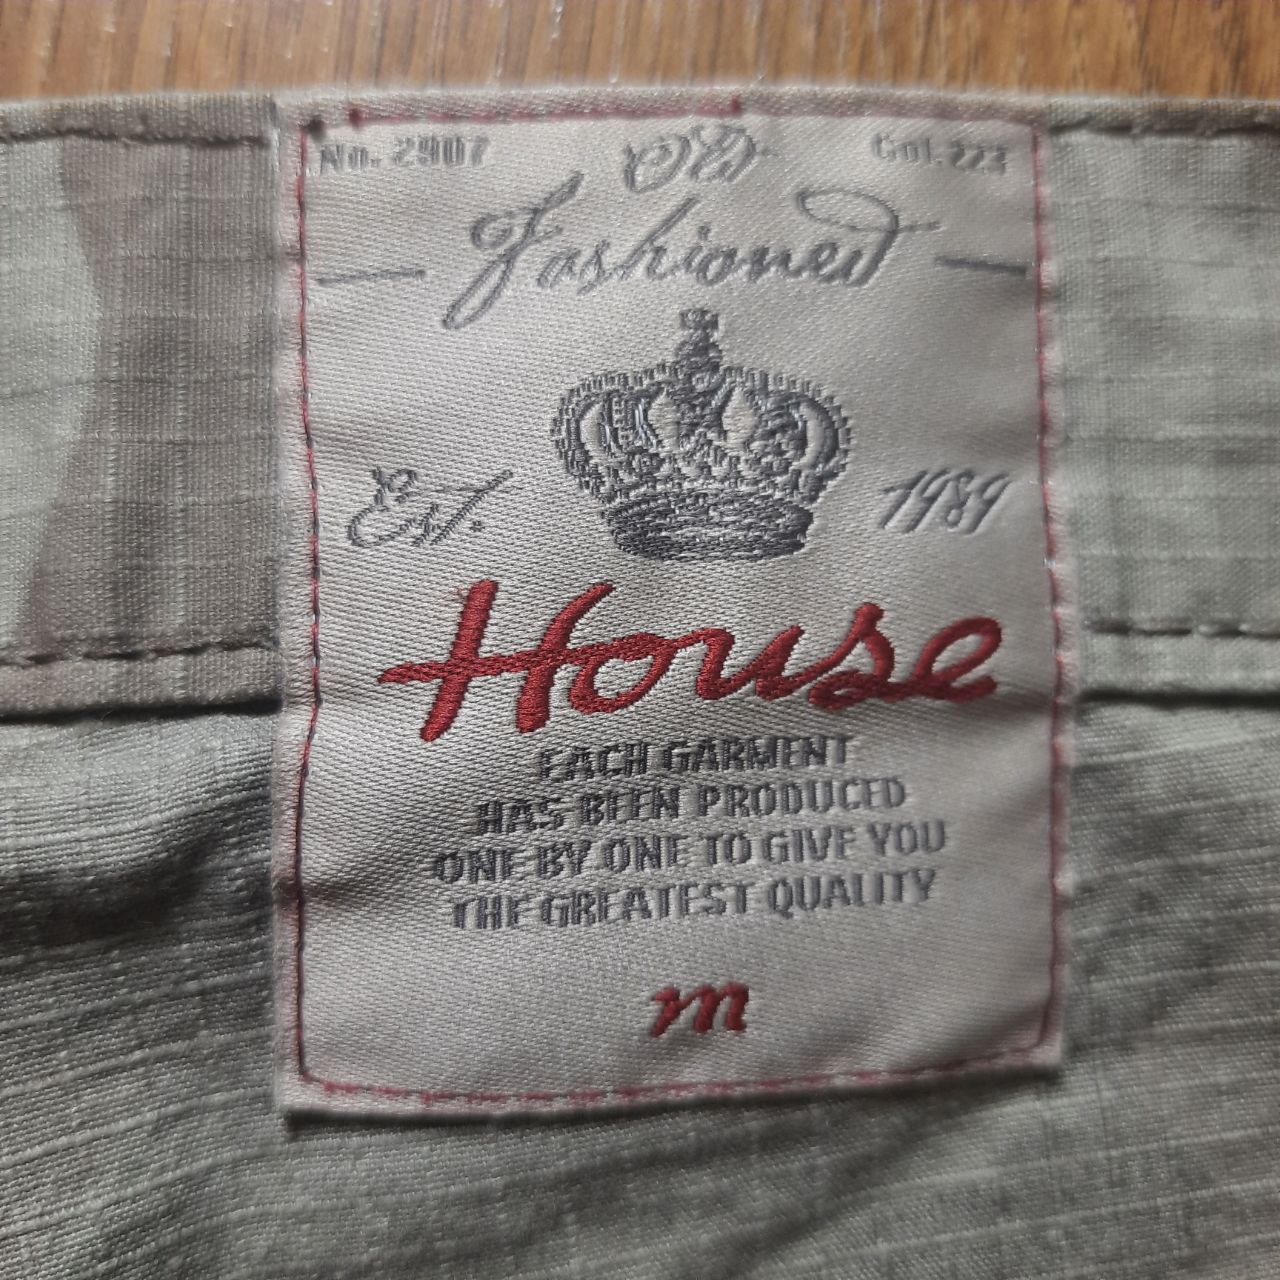 No. 2907
Old
Col. 223
Fashioned
Est. 1989
House
EACH GARMENT
HAS BEEN PRODUCED
ONE BY ONE TO GIVE YOU
THE GREATEST QUALITY
m